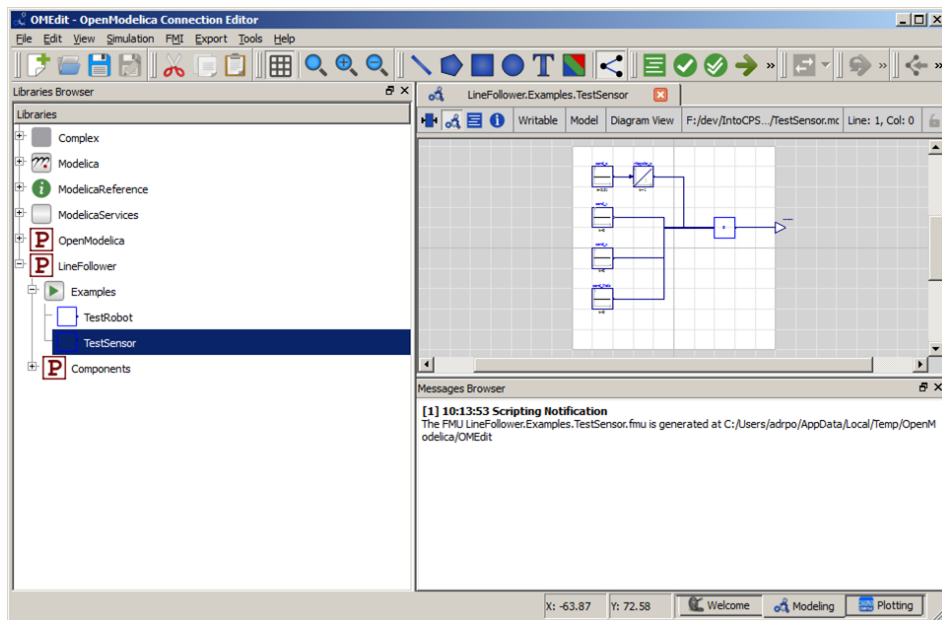 OMEdit - OpenModelica Connection Editor
File Edit View Simulation FMI Export Tools Help
Libraries Browser
Libraries
Complex
Modelica
ModelicaReference
ModelicaServices
OpenModelica
LineFollower
Examples
TestRobot
TestSensor
Components
LineFollower.Examples.TestSensor
Writable Model Diagram View F:/dev/IntoCPS.../TestSensor.mo Line: 1, Col: 0
Messages Browser
[1] 10:13:53 Scripting Notification
The FMU LineFollower.Examples.TestSensor.fmu is generated at C:/Users/adrpo/AppData/Local/Temp/OpenM
odelica/OMEdit
X: -63.87 Y: 72.58 Welcome Modeling Plotting